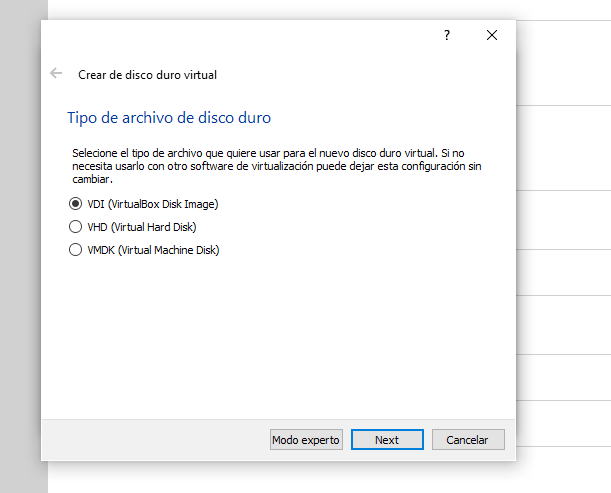 ?
Crear de disco duro virtual
Tipo de archivo de disco duro
Selecione el tipo de archivo que quiere usar para el nuevo disco duro virtual. Si no
necesita usarlo con otro software de virtualización puede dejar esta configuración sin
cambiar.
VDI (VirtualBox Disk Image)
VHD (Virtual Hard Disk)
VMDK (Virtual Machine Disk)
Modo experto Next Cancelar